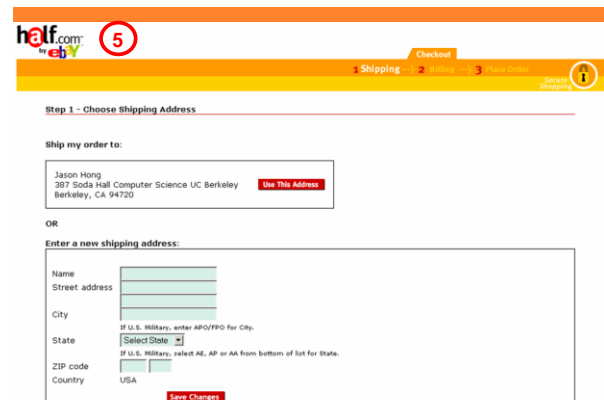 half.com
by ebY
5
Checkout
1 Shipping 2 Billing 3 Place Order
Secure
Shopping
Step 1 - Choose Shipping Address
Ship my order to:
Jason Hong
387 Soda Hall Computer Science UC Berkeley
Use This Address
Berkeley, CA 94720
OR
Enter a new shipping address:
Name
Street address
City
If U.S. Military, enter APO/FPO for City.
State
Select State
If U.S. Military, select AE, AP or AA from bottom of list for State.
ZIP code
Country USA
Save Changes